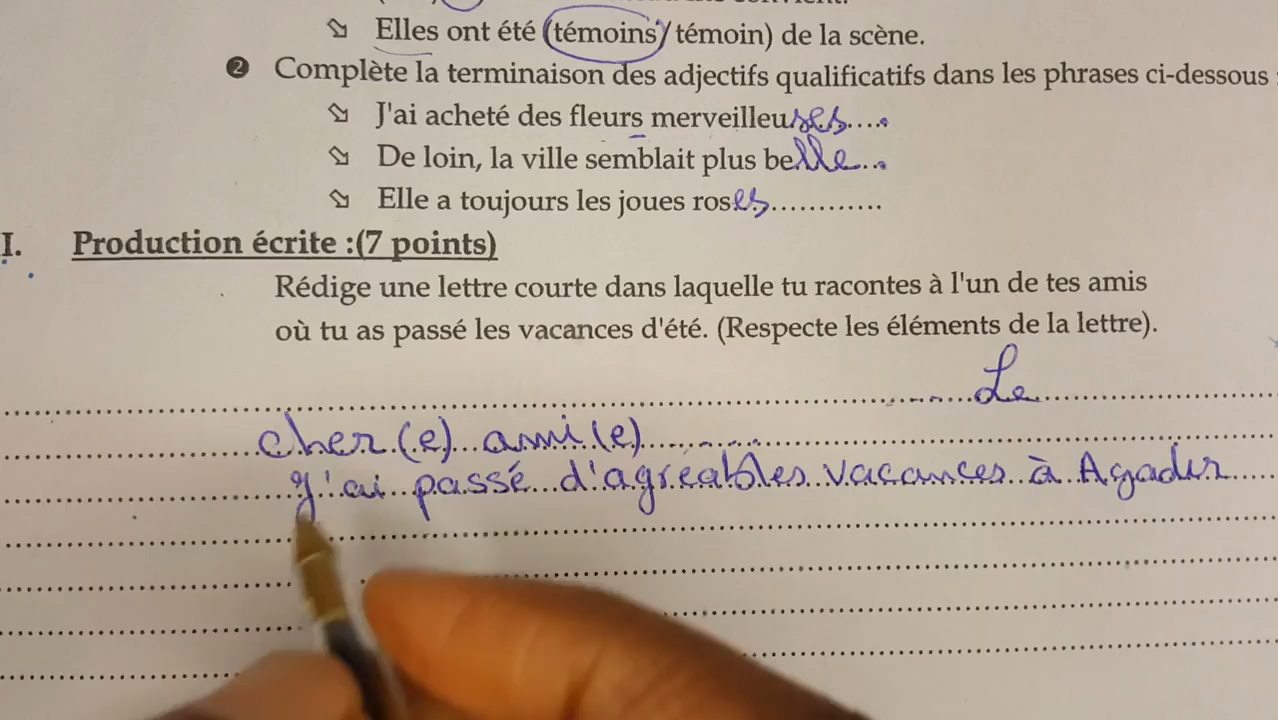 Elles ont été (témoins / témoin) de la scène.
❷ Complète la terminaison des adjectifs qualificatifs dans les phrases ci-dessous :
J'ai acheté des fleurs merveilleuses....
De loin, la ville semblait plus belle...
Elle a toujours les joues roses............
I. Production écrite :(7 points)
Rédige une lettre courte dans laquelle tu racontes à l'un de tes amis
où tu as passé les vacances d'été. (Respecte les éléments de la lettre).
Le
cher(e) ami(e)
J'ai passé d'agréables vacances à Agadir